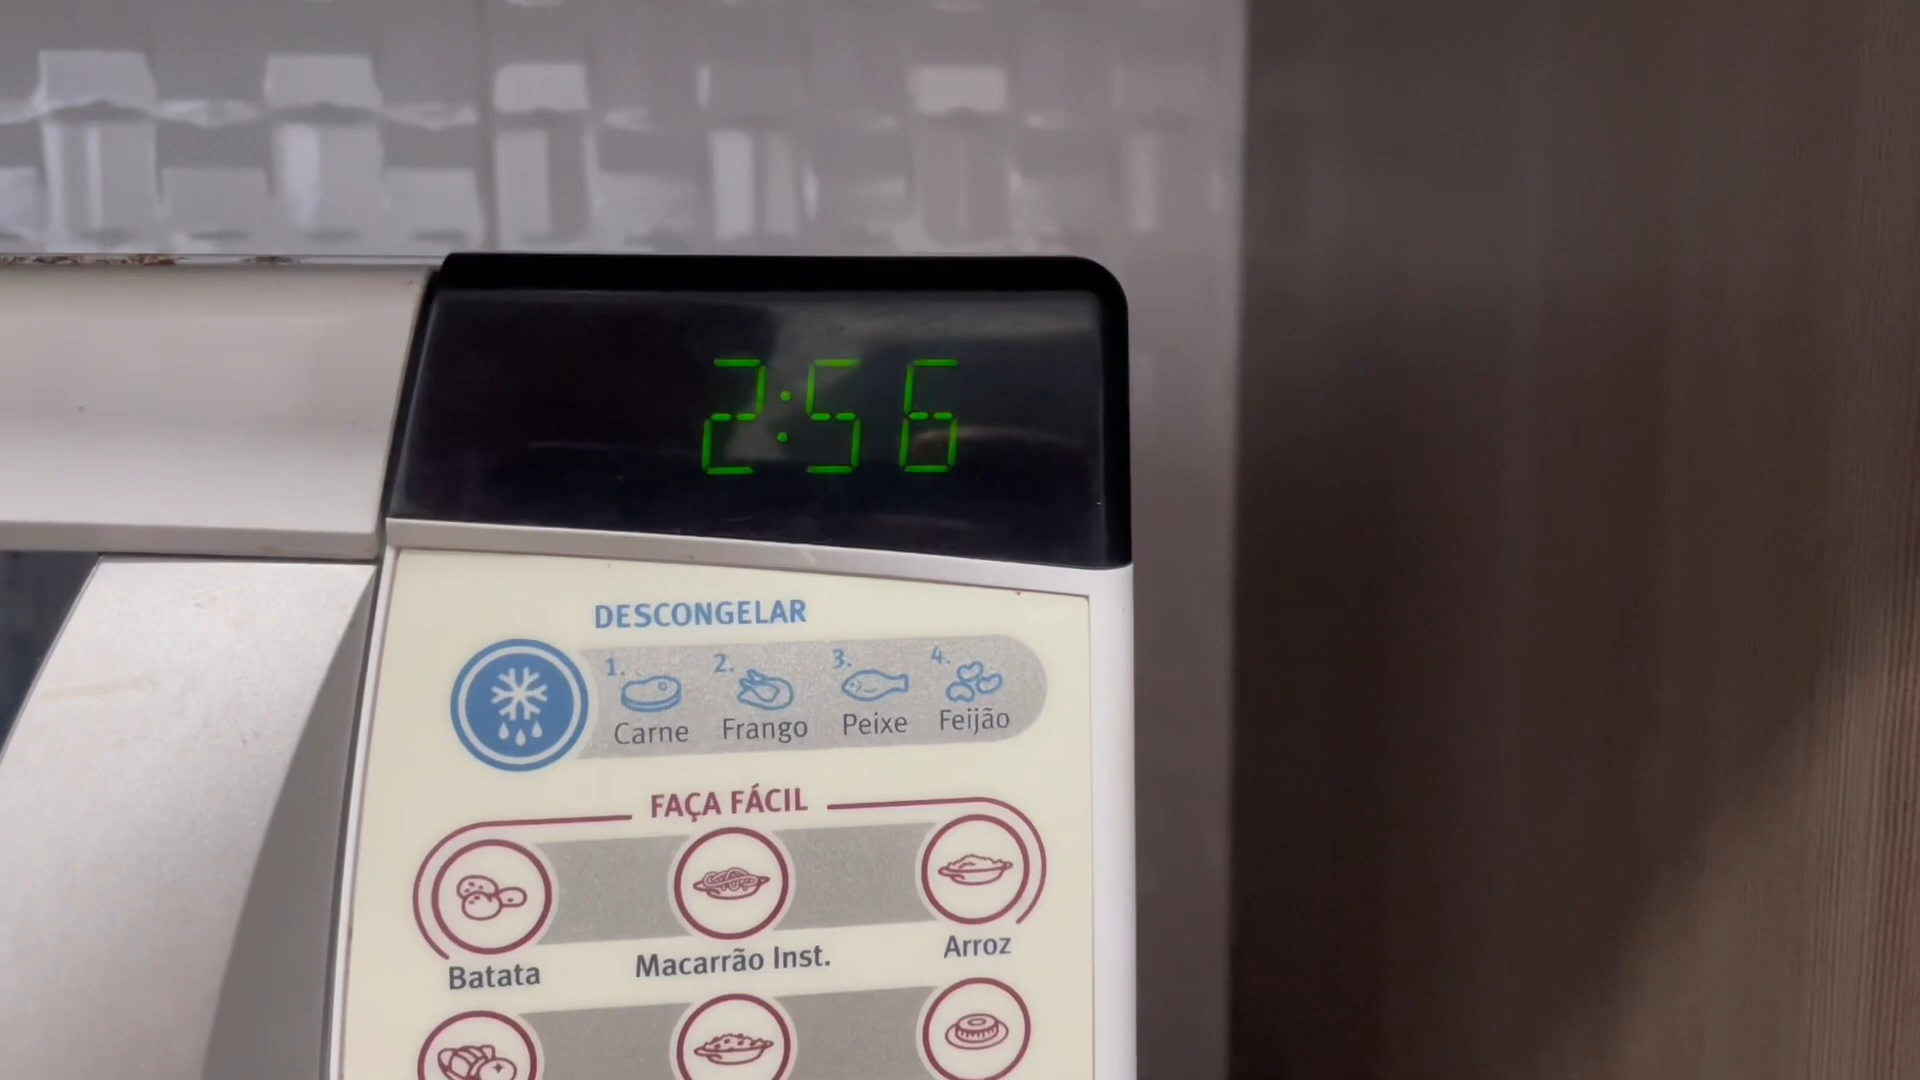 2:56
DESCONGELAR
1. 2. 3. 4.
Carne Frango Peixe Feijão
FAÇA FÁCIL
Batata Macarrão Inst. Arroz